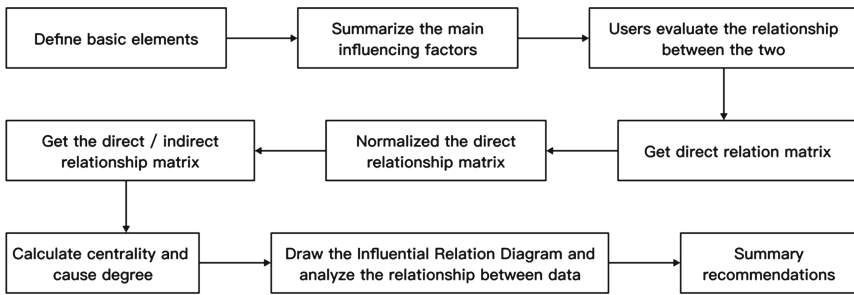 Define basic elements
Summarize the main
influencing factors
Users evaluate the relationship
between the two
Get direct relation matrix
Normalized the direct
relationship matrix
Get the direct / indirect
relationship matrix
Calculate centrality and
cause degree
Draw the Influential Relation Diagram and
analyze the relationship between data
Summary
recommendations